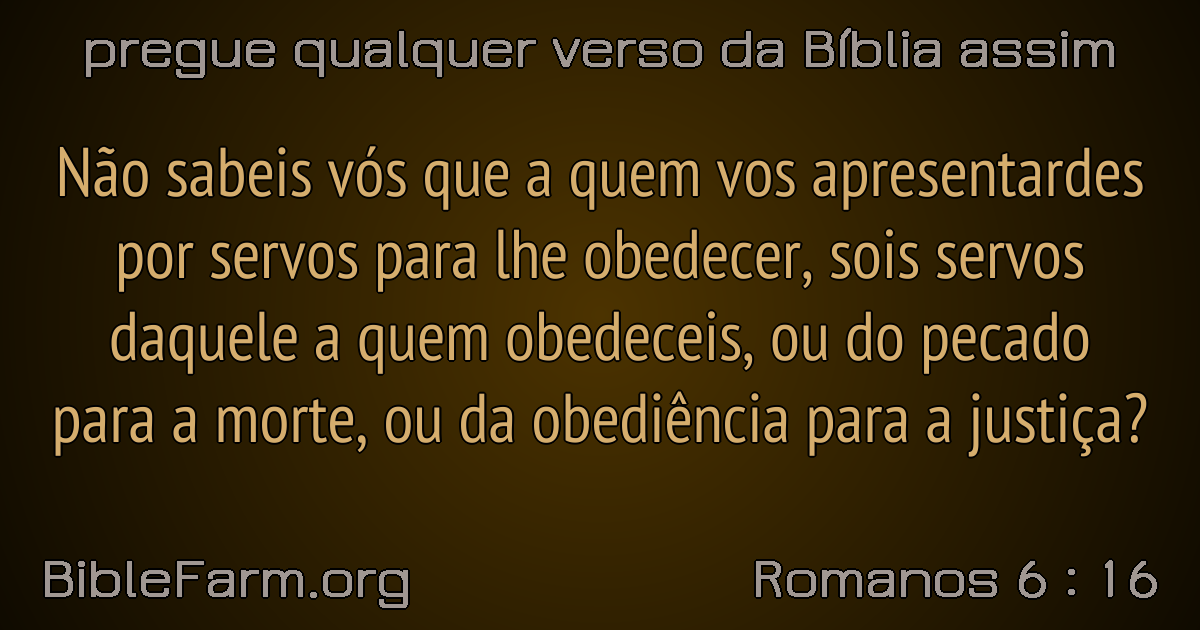 pregue qualquer verso da Bíblia assim
Não sabeis vós que a quem vos apresentardes
por servos para lhe obedecer, sois servos
daquele a quem obedeceis, ou do pecado
para a morte, ou da obediência para a justiça?
BibleFarm.org
Romanos 6 : 16